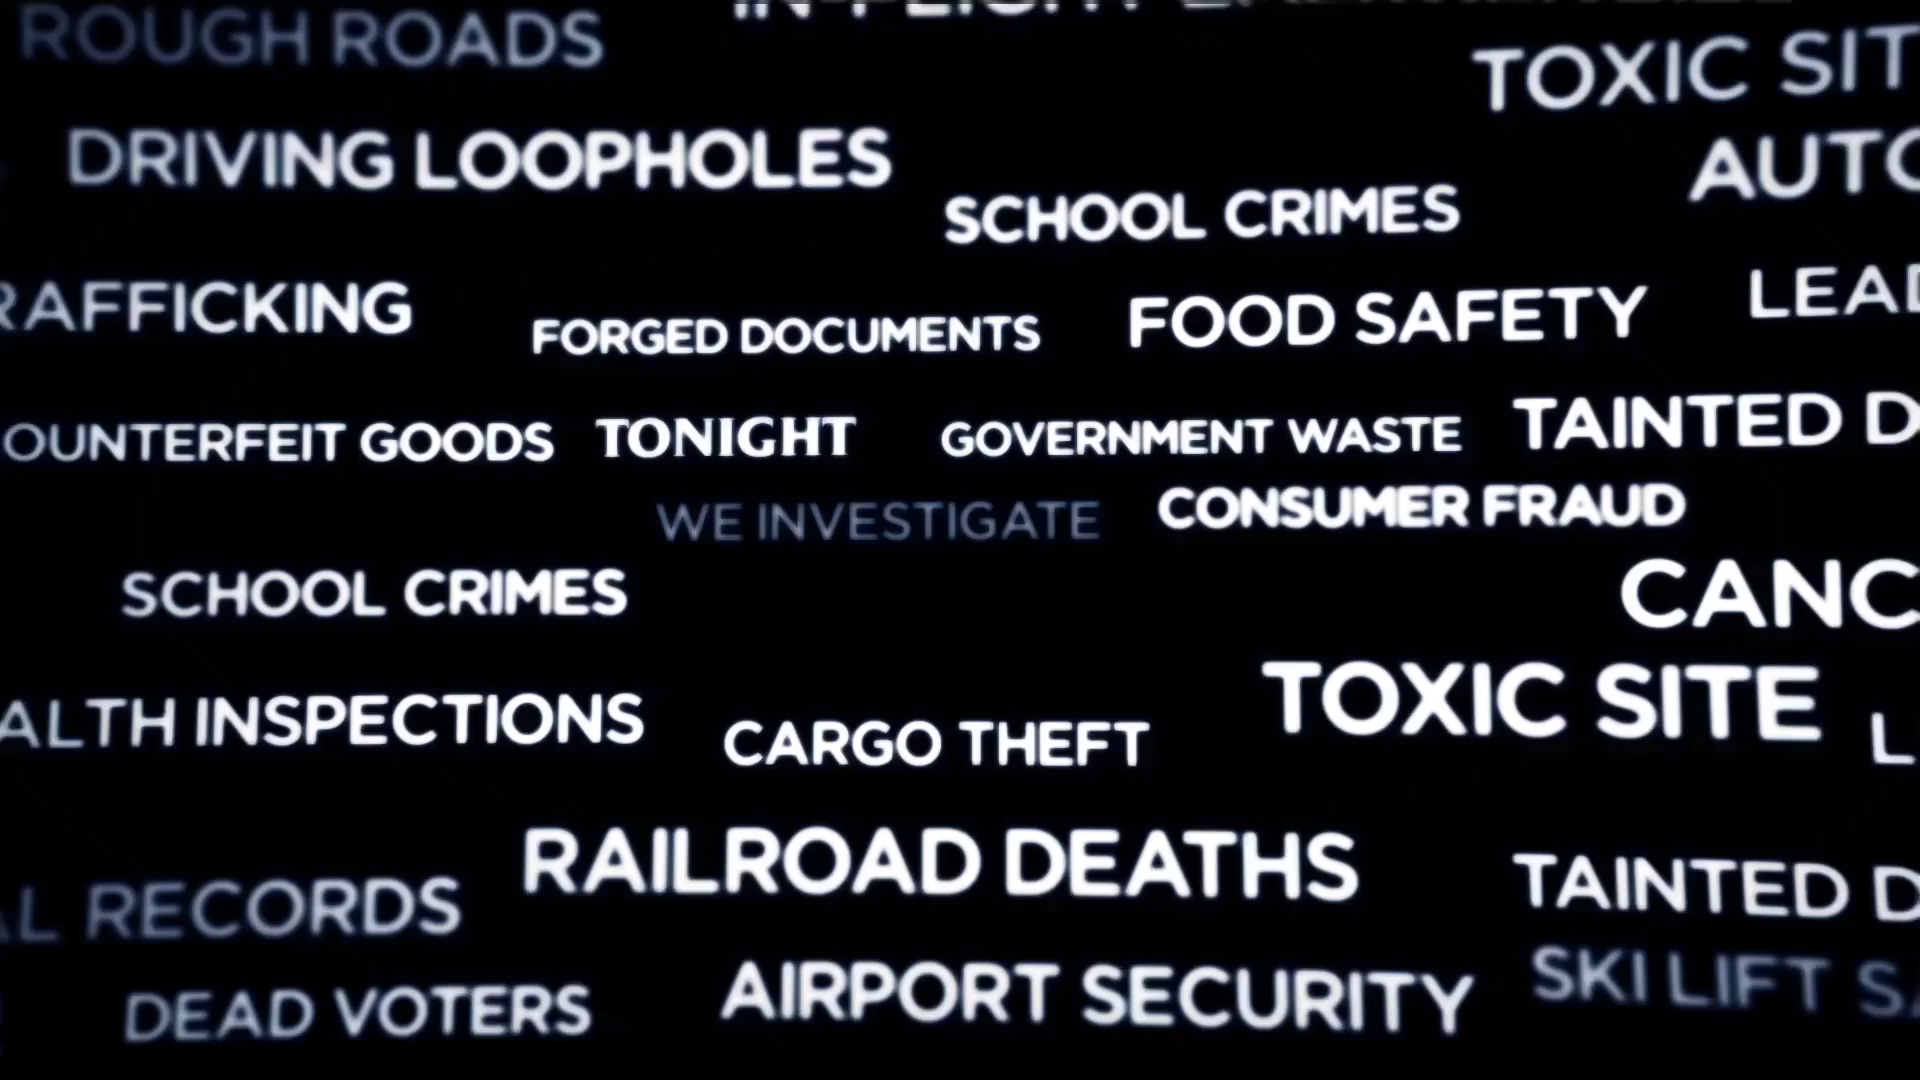 ROUGH ROADS
TOXIC SIT
DRIVING LOOPHOLES
AUTO
SCHOOL CRIMES
RAFFICKING
FORGED DOCUMENTS
FOOD SAFETY
LEAD
OUNTERFEIT GOODS
TONIGHT
GOVERNMENT WASTE
TAINTED D
WE INVESTIGATE
CONSUMER FRAUD
SCHOOL CRIMES
CANC
ALTH INSPECTIONS
CARGO THEFT
TOXIC SITE
L
RAILROAD DEATHS
TAINTED D
AL RECORDS
SKI LIFT SA
DEAD VOTERS
AIRPORT SECURITY